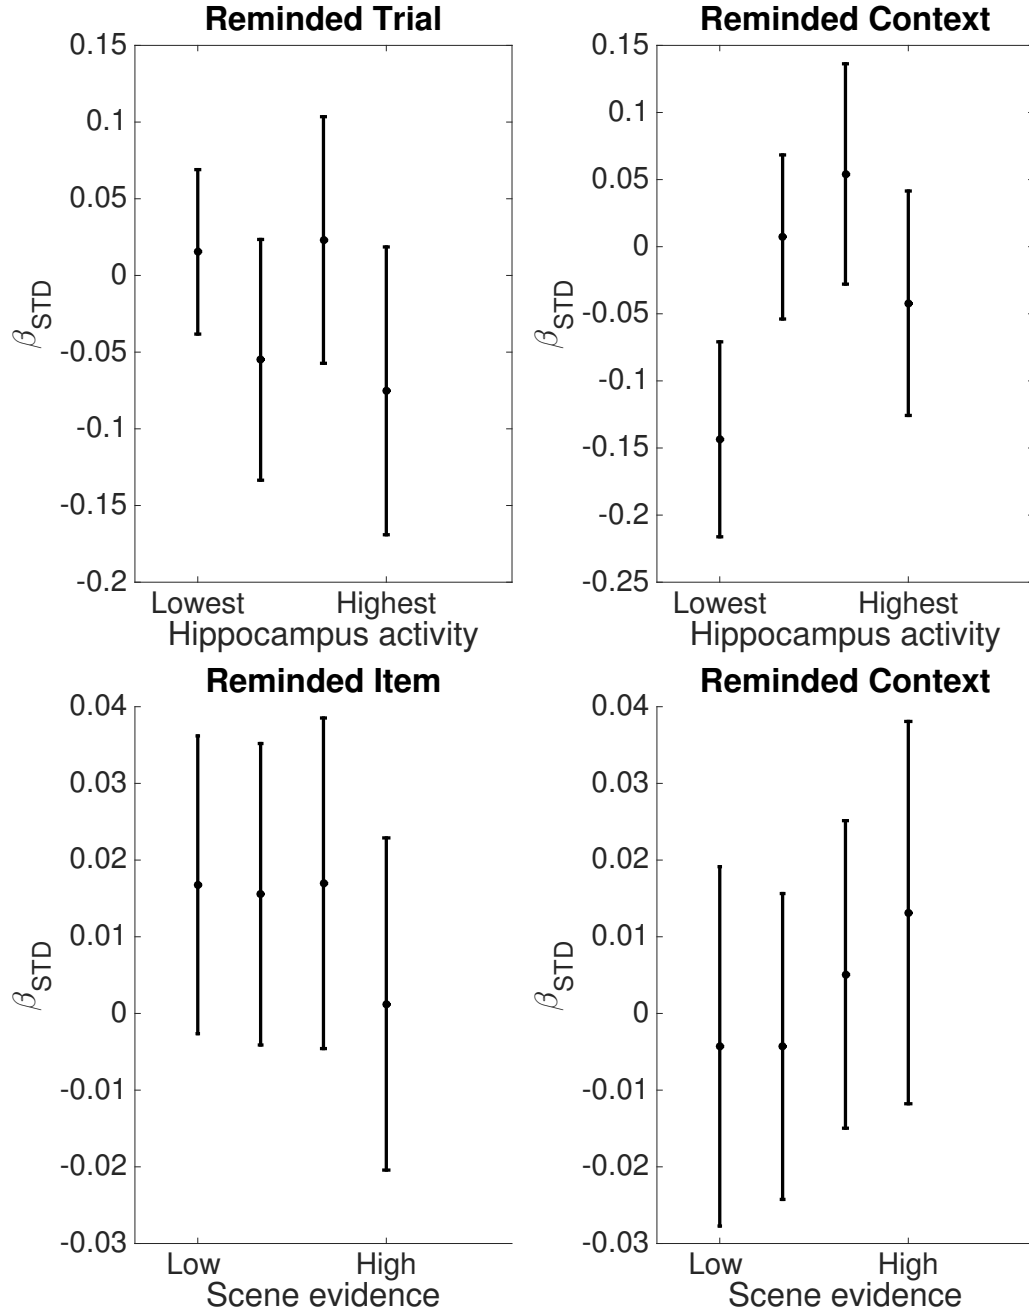 Reminded Trial
0.15
0.1
0.05
0
-0.05
-0.1
-0.15
-0.2
βSTD
Lowest Highest
Hippocampus activity
Reminded Context
0.15
0.1
0.05
0
-0.05
-0.1
-0.15
-0.2
-0.25
βSTD
Lowest Highest
Hippocampus activity
Reminded Item
0.04
0.03
0.02
0.01
0
-0.01
-0.02
-0.03
βSTD
Low High
Scene evidence
Reminded Context
0.04
0.03
0.02
0.01
0
-0.01
-0.02
-0.03
βSTD
Low High
Scene evidence